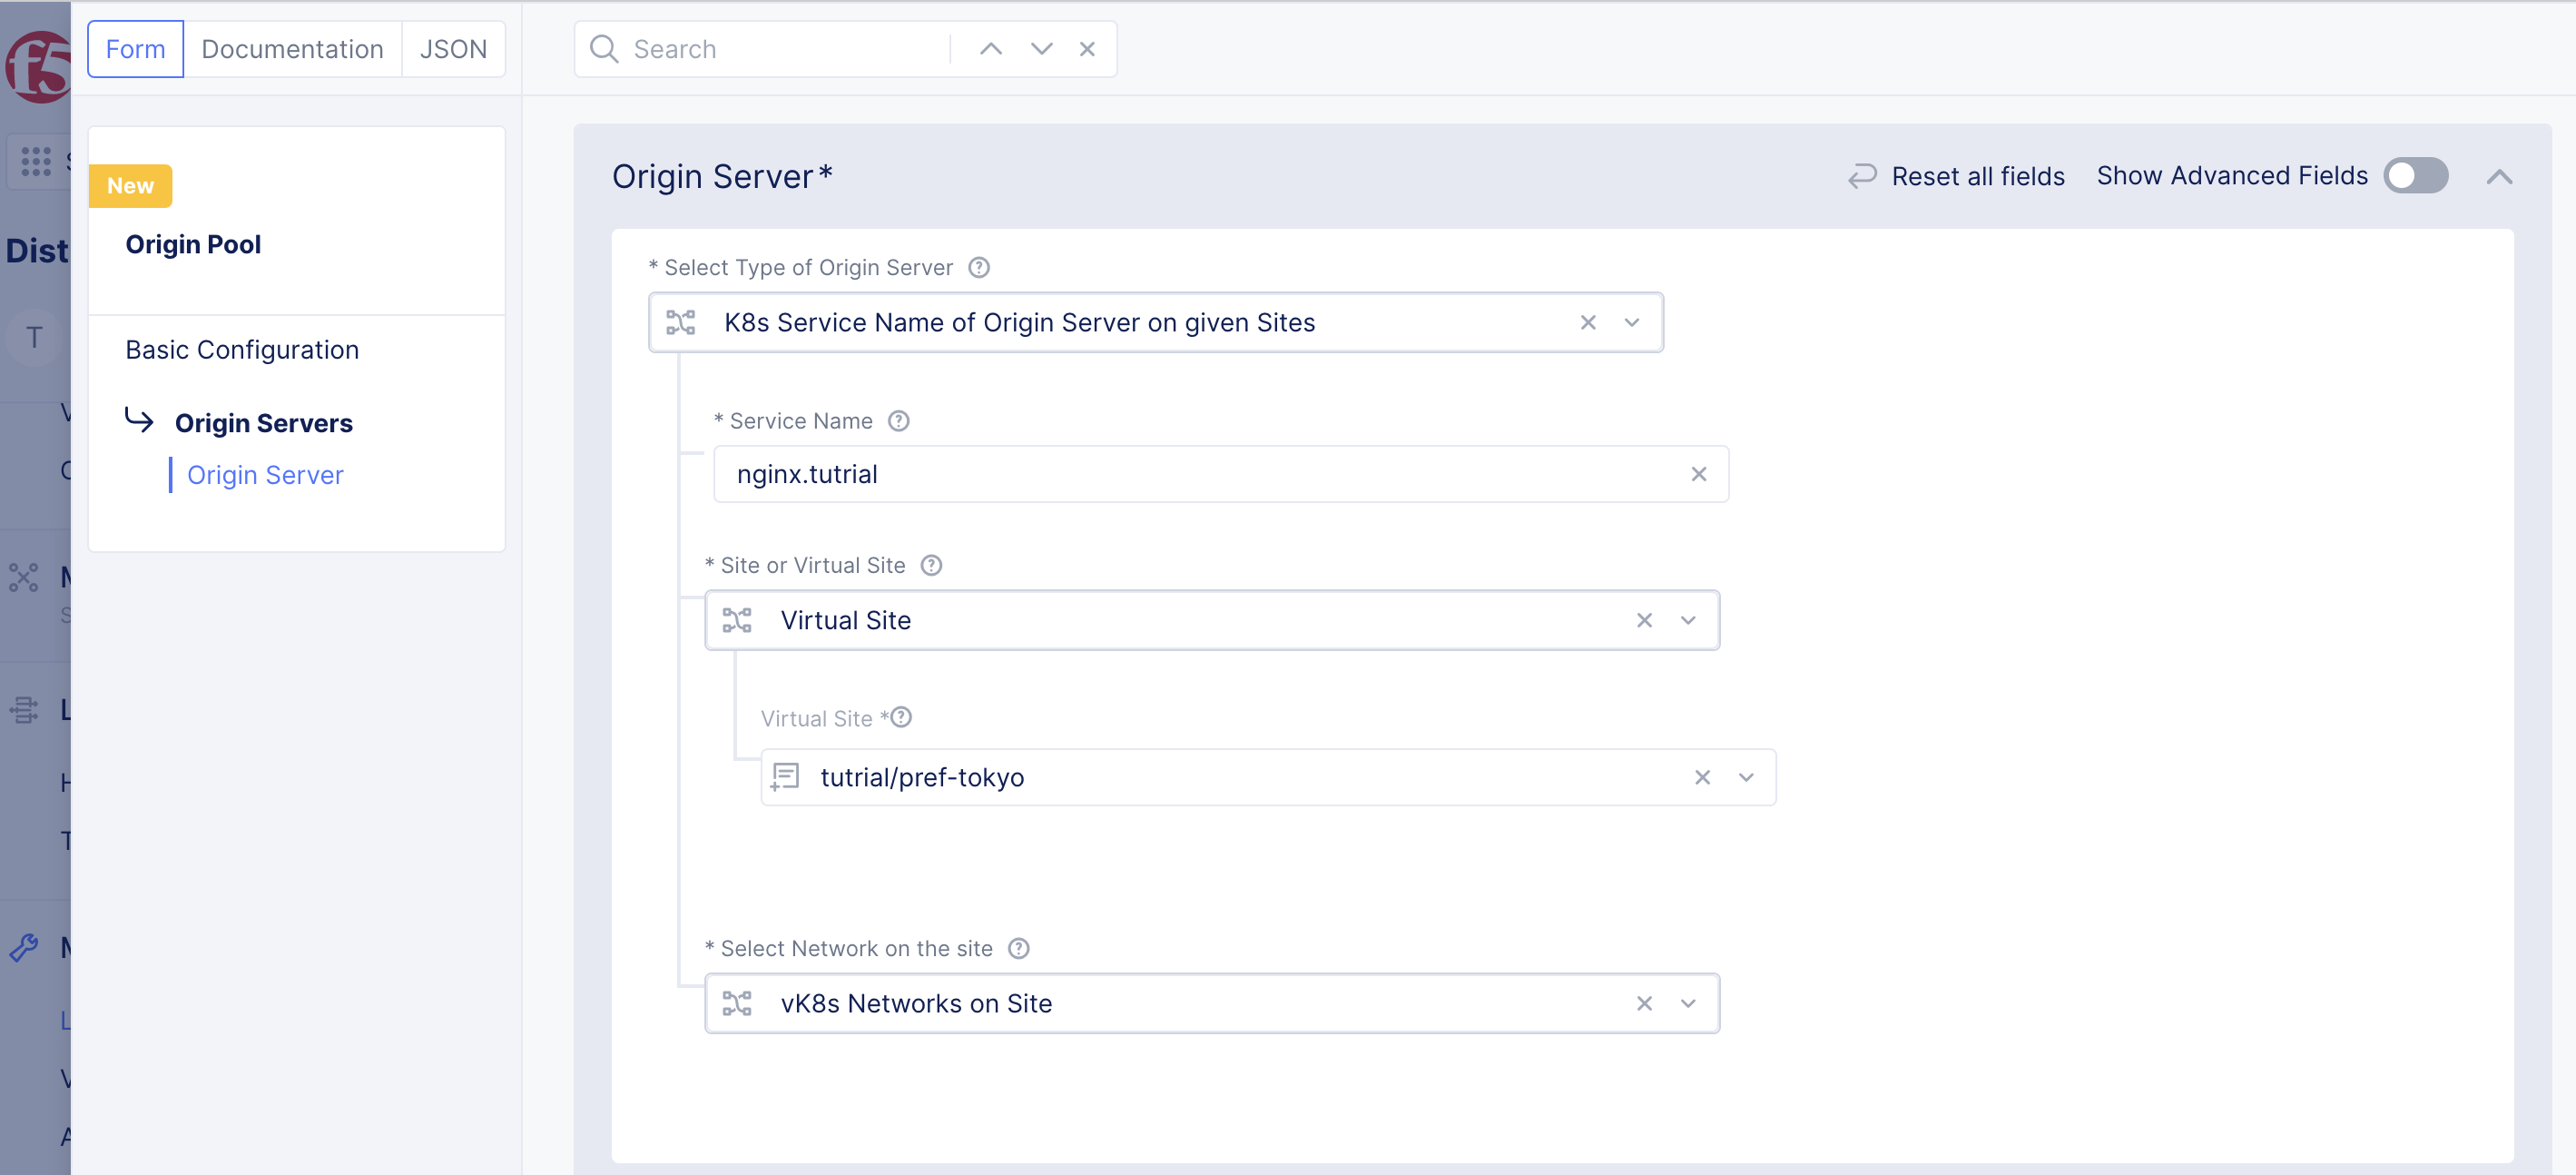 Form Documentation JSON
Search
f5
New
Origin Pool
Dist
T
Basic Configuration
Origin Servers
Origin Server
Origin Server*
Reset all fields
Show Advanced Fields
* Select Type of Origin Server
K8s Service Name of Origin Server on given Sites
* Service Name
nginx.tutrial
* Site or Virtual Site
Virtual Site
Virtual Site *
tutrial/pref-tokyo
* Select Network on the site
vK8s Networks on Site